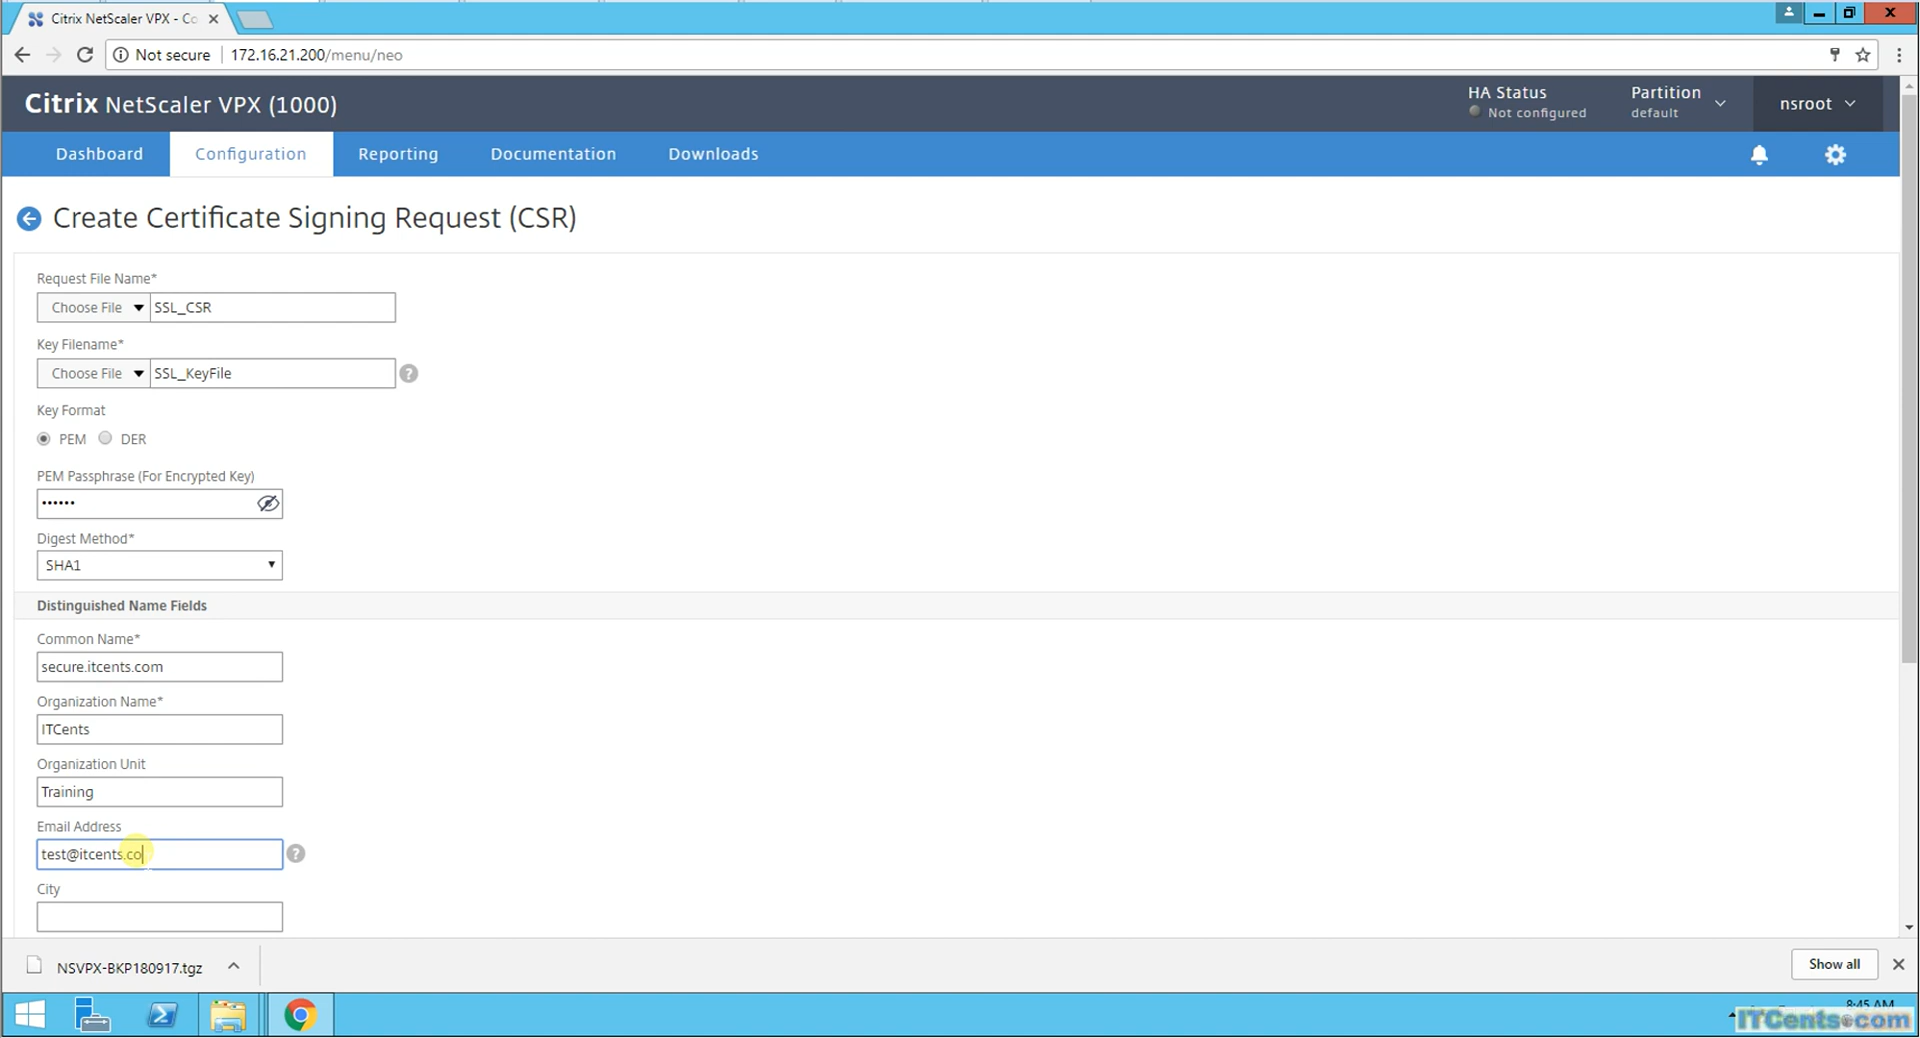 Citrix NetScaler VPX - Co
Not secure 172.16.21.200/menu/neo
Citrix NetScaler VPX (1000)
HA Status
Not configured
Partition
default
nsroot
Dashboard Configuration Reporting Documentation Downloads
Create Certificate Signing Request (CSR)
Request File Name*
Choose File SSL_CSR
Key Filename*
Choose File SSL_KeyFile
Key Format
PEM DER
PEM Passphrase (For Encrypted Key)
••••••
Digest Method*
SHA1
Distinguished Name Fields
Common Name*
secure.itcents.com
Organization Name*
ITCents
Organization Unit
Training
Email Address
test@itcents.co
City
NSVPX-BKP180917.tgz
Show all
8:45 AM
ITCents.com